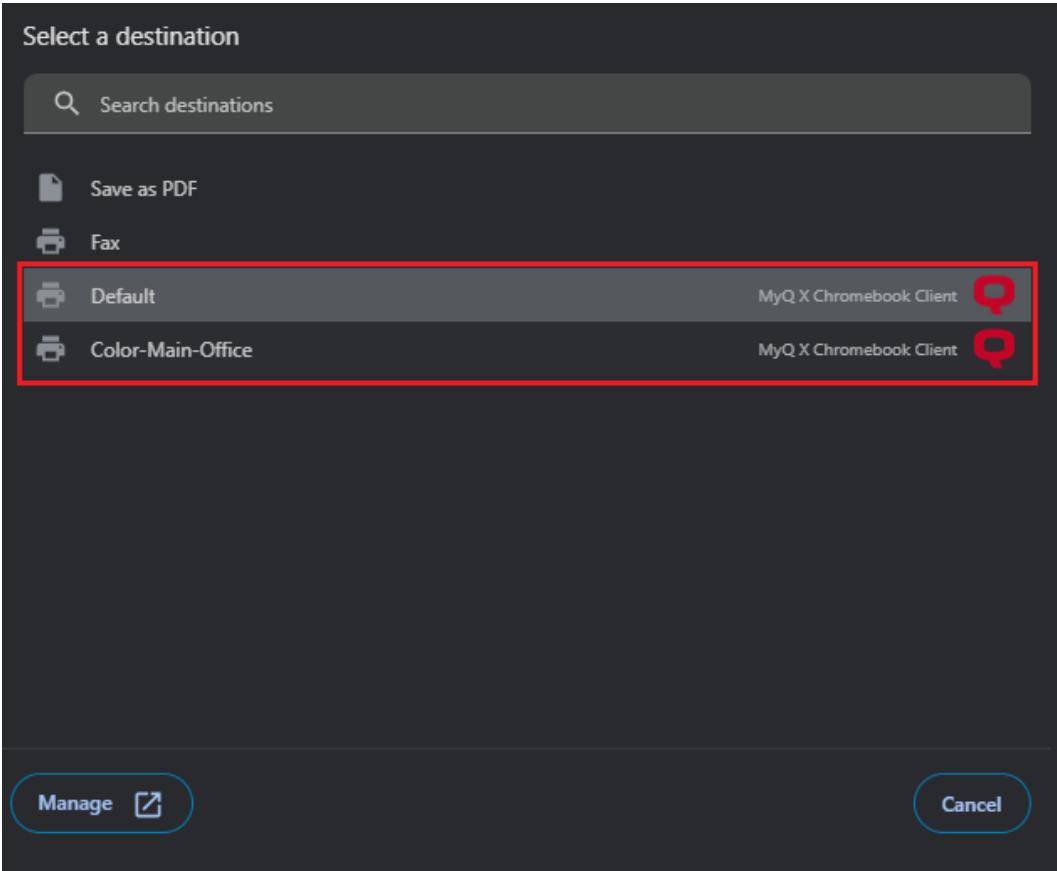 Select a destination
Search destinations
Save as PDF
Fax
Default MyQ X Chromebook Client
Color-Main-Office MyQ X Chromebook Client
Manage Cancel